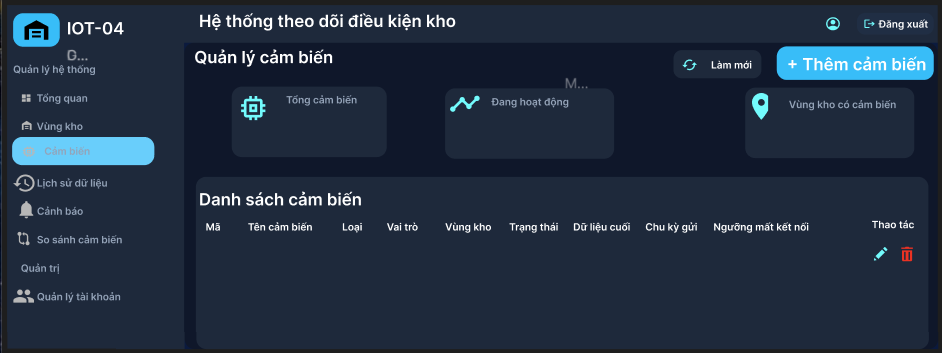 IOT-04
Hệ thống theo dõi điều kiện kho
Đăng xuất
G...
Quản lý hệ thống
Tổng quan
Vùng kho
Cảm biến
Lịch sử dữ liệu
Cảnh báo
So sánh cảm biến
Quản trị
Quản lý tài khoản
Quản lý cảm biến
Làm mới
+ Thêm cảm biến
M...
Tổng cảm biến
Đang hoạt động
Vùng kho có cảm biến
Danh sách cảm biến
Mã Tên cảm biến Loại Vai trò Vùng kho Trạng thái Dữ liệu cuối Chu kỳ gửi Ngưỡng mất kết nối Thao tác